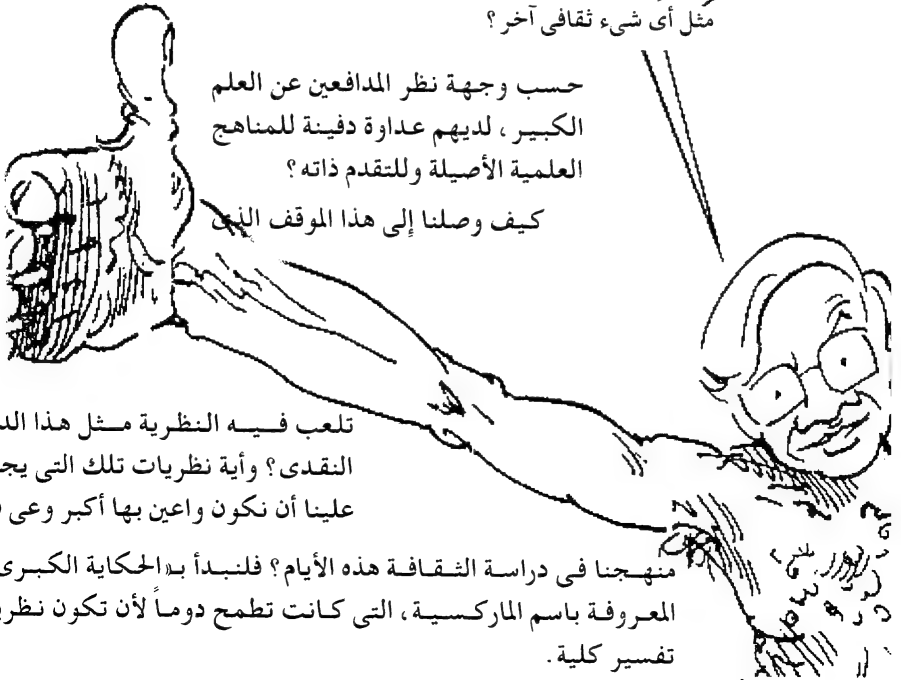 مثل أى شىء ثقافى آخر ؟
حسب وجهة نظر المدافعين عن العلم
الكبير ، لديهم عداوة دفينة للمناهج
العلمية الأصيلة وللتقدم ذاته ؟
كيف وصلنا إلى هذا الموقف الذى
تلعب فيه النظرية مثل هذا
النقدى ؟ وأية نظريات تلك التى
علينا أن نكون واعين بها أكبر وعى
منهجنا فى دراسة الثقافة هذه الأيام ؟ فلنبدأ بـ«الحكاية الكبرى
المعروفة باسم الماركسية ، التى كانت تطمح دوماً لأن تكون
تفسير كلية .